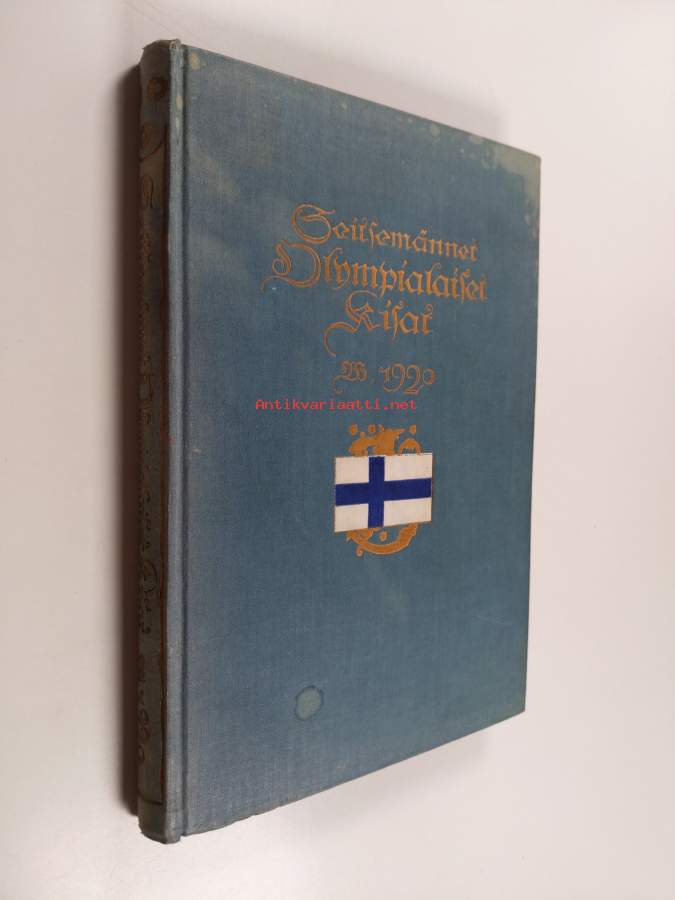 Seitsemännet
Olympialaiset
Kisat
W. 1920
Antikvariaatti.net